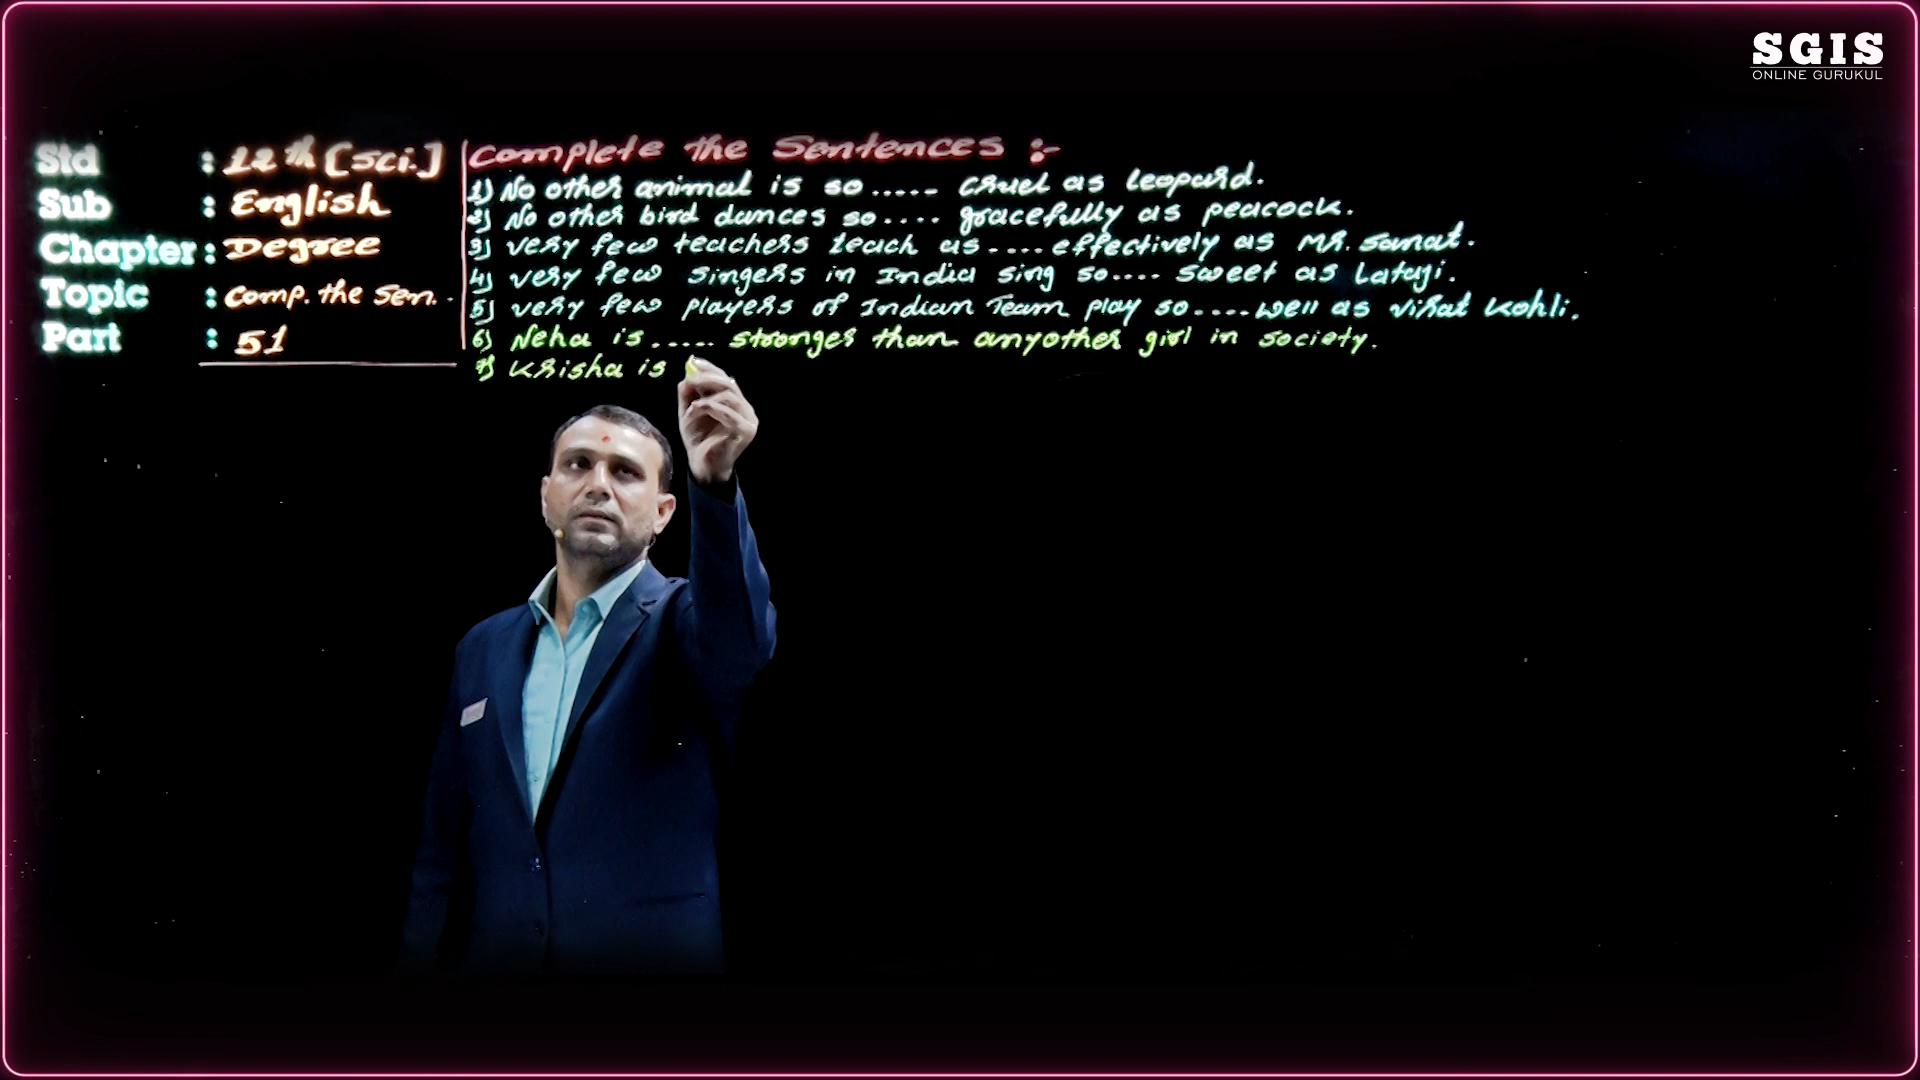 SGIS
ONLINE GURUKUL
Std : 12th [Sci.]
Sub : English
Chapter : Degree
Topic : Comp. the Sen.
Part : 51
Complete the Sentences :-
1) No other animal is so ..... cruel as leopard.
2) No other bird dances so .... gracefully as peacock.
3) very few teachers teach as .... effectively as MR. Sanat.
4) very few singers in India sing so .... sweet as Lataji.
5) very few players of Indian Team play so .... well as virat kohli.
6) Neha is ..... stronger than anyother girl in society.
7) Krisha is